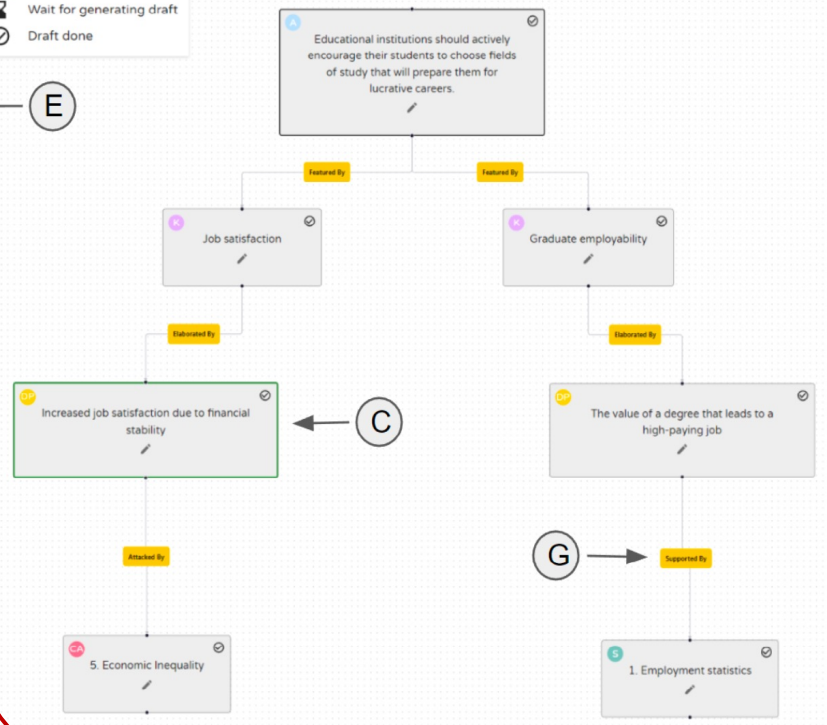 Wait for generating draft
Draft done
E
A
Educational institutions should actively
encourage their students to choose fields
of study that will prepare them for
lucrative careers.
Featured By
Featured By
K
Job satisfaction
K
Graduate employability
Elaborated By
Elaborated By
DP
Increased job satisfaction due to financial
stability
C
DP
The value of a degree that leads to a
high-paying job
Attacked By
G
Supported By
CA
5. Economic Inequality
S
1. Employment statistics